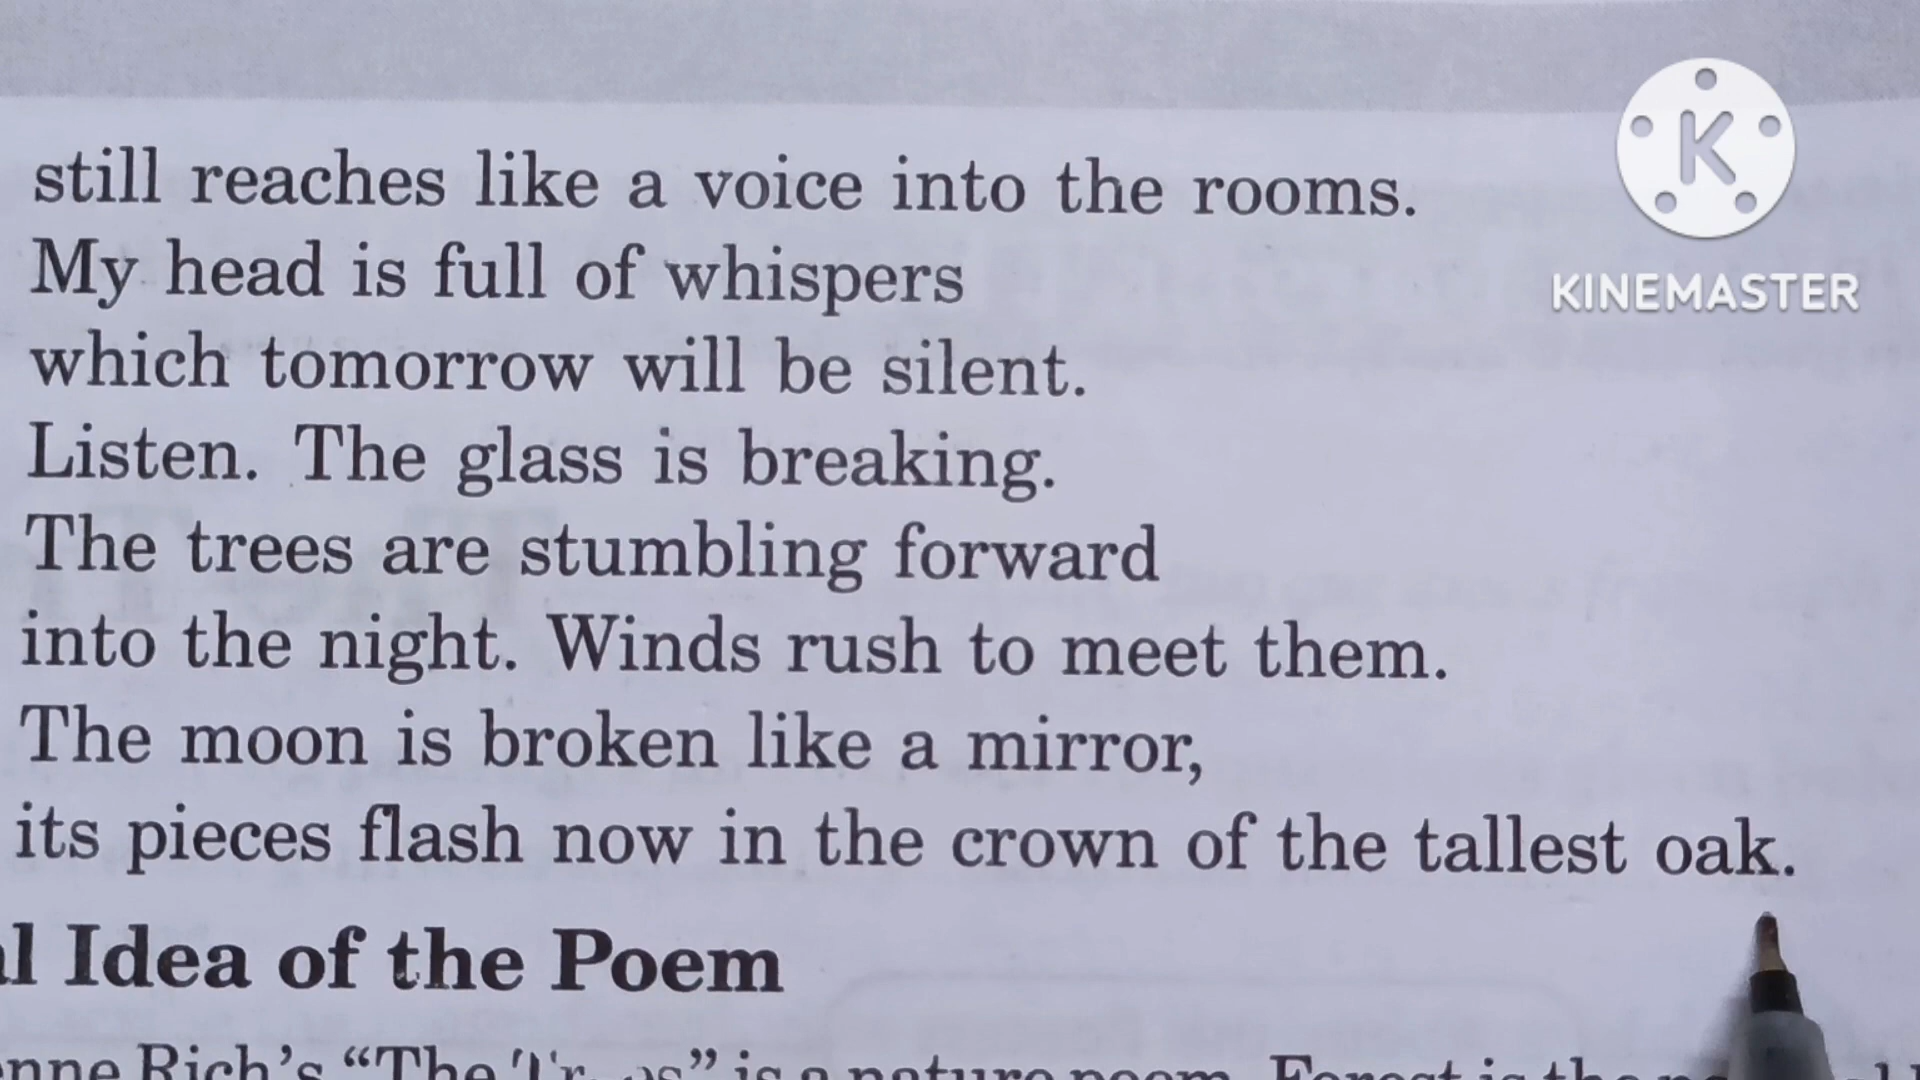 still reaches like a voice into the rooms.
My head is full of whispers
which tomorrow will be silent.
Listen. The glass is breaking.
The trees are stumbling forward
into the night. Winds rush to meet them.
The moon is broken like a mirror,
its pieces flash now in the crown of the tallest oak.
Idea of the Poem
Rich's "The is a nature poem. Forest is the
K
KINEMASTER